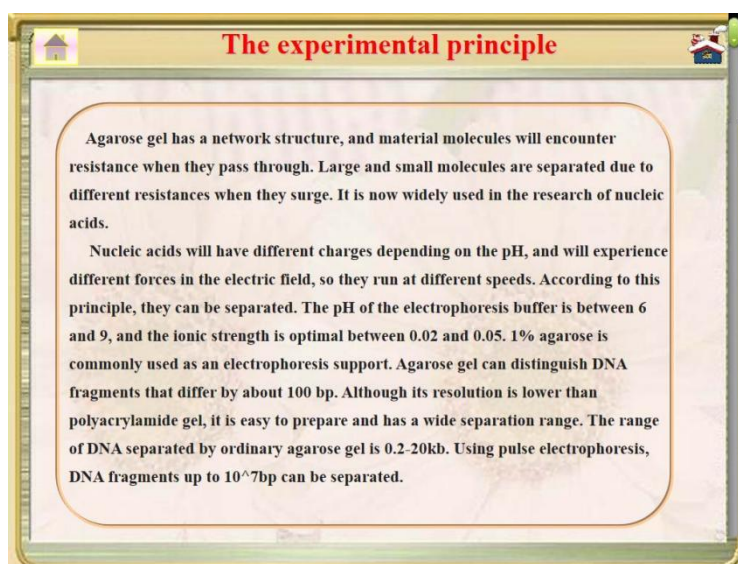 The experimental principle
Agarose gel has a network structure, and material molecules will encounter
resistance when they pass through. Large and small molecules are separated due to
different resistances when they surge. It is now widely used in the research of nucleic
acids.
Nucleic acids will have different charges depending on the pH, and will experience
different forces in the electric field, so they run at different speeds. According to this
principle, they can be separated. The pH of the electrophoresis buffer is between 6
and 9, and the ionic strength is optimal between 0.02 and 0.05. 1% agarose is
commonly used as an electrophoresis support. Agarose gel can distinguish DNA
fragments that differ by about 100 bp. Although its resolution is lower than
polyacrylamide gel, it is easy to prepare and has a wide separation range. The range
of DNA separated by ordinary agarose gel is 0.2-20kb. Using pulse electrophoresis,
DNA fragments up to 10^7bp can be separated.